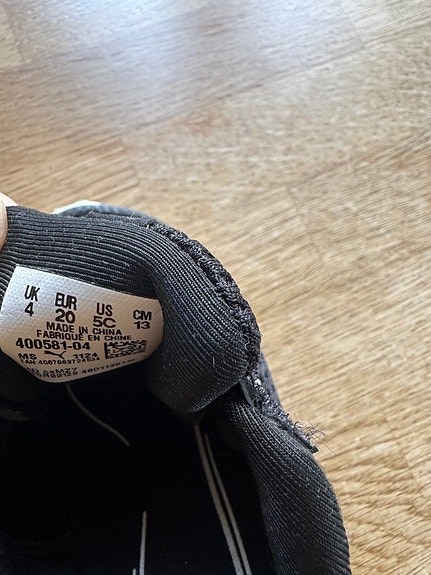 UK EUR US CM
4 20 5C 13
MADE IN CHINA
FABRIQUÉ EN CHINE
400581-04
MS 1124